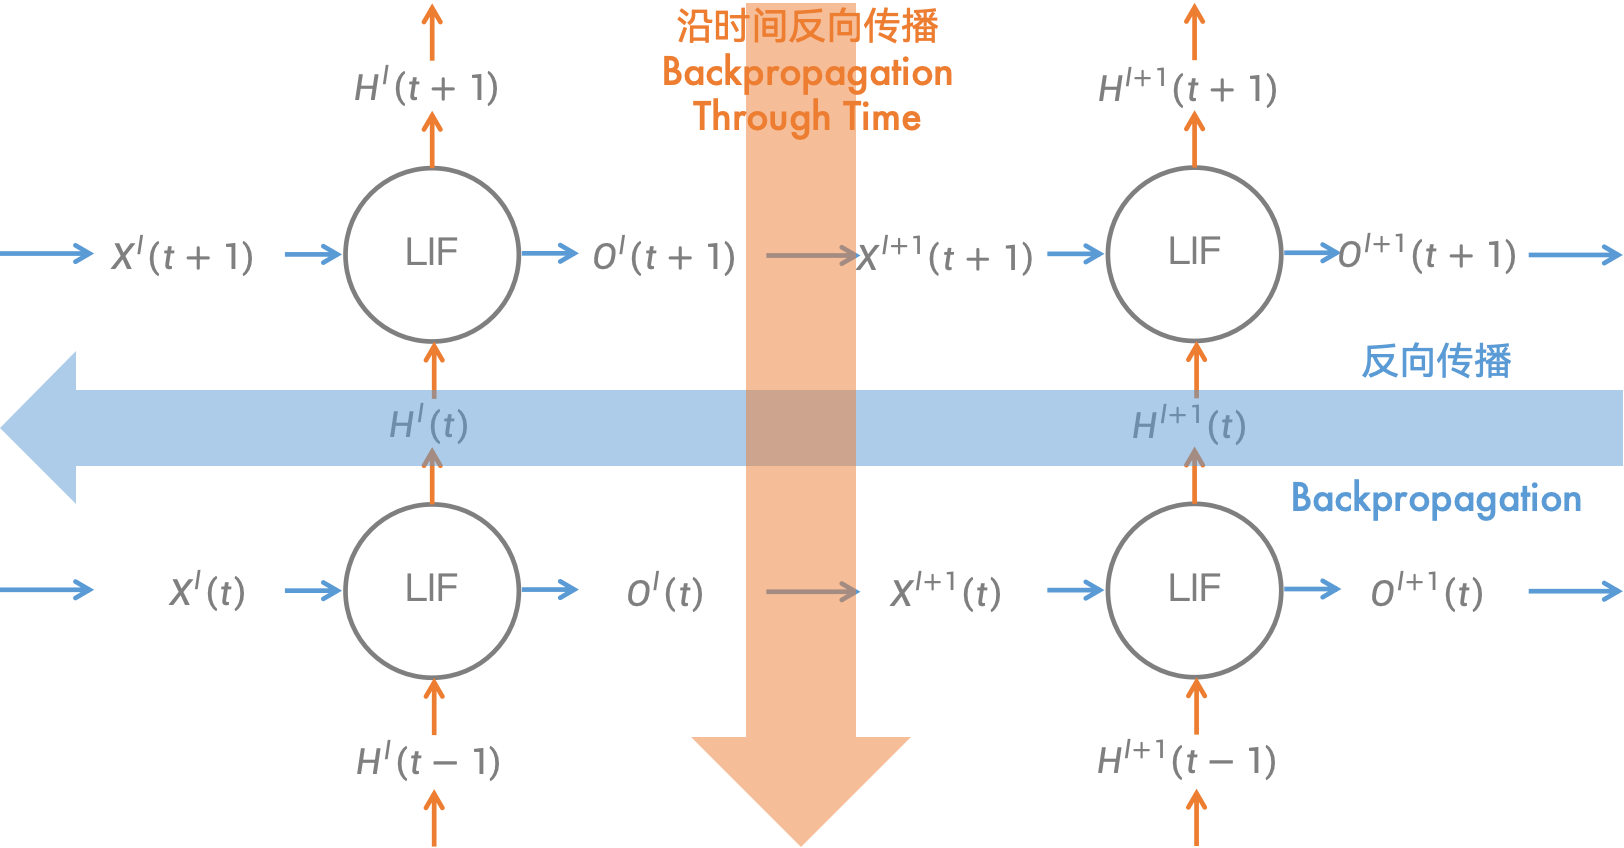 沿时间反向传播
Backpropagation
Through Time
H^l(t + 1)
H^{l+1}(t + 1)
X^l(t + 1)
LIF
O^l(t + 1)
X^{l+1}(t + 1)
LIF
O^{l+1}(t + 1)
反向传播
H^l(t)
H^{l+1}(t)
Backpropagation
X^l(t)
LIF
O^l(t)
X^{l+1}(t)
LIF
O^{l+1}(t)
H^l(t − 1)
H^{l+1}(t − 1)